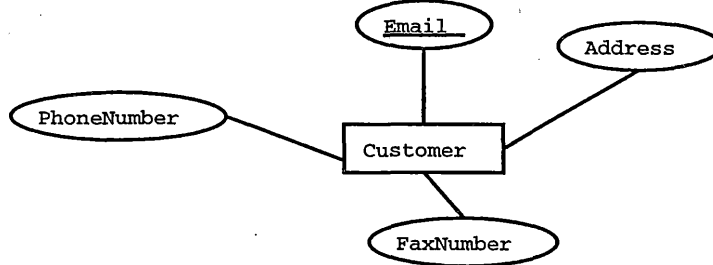 Email
Address
PhoneNumber
Customer
FaxNumber